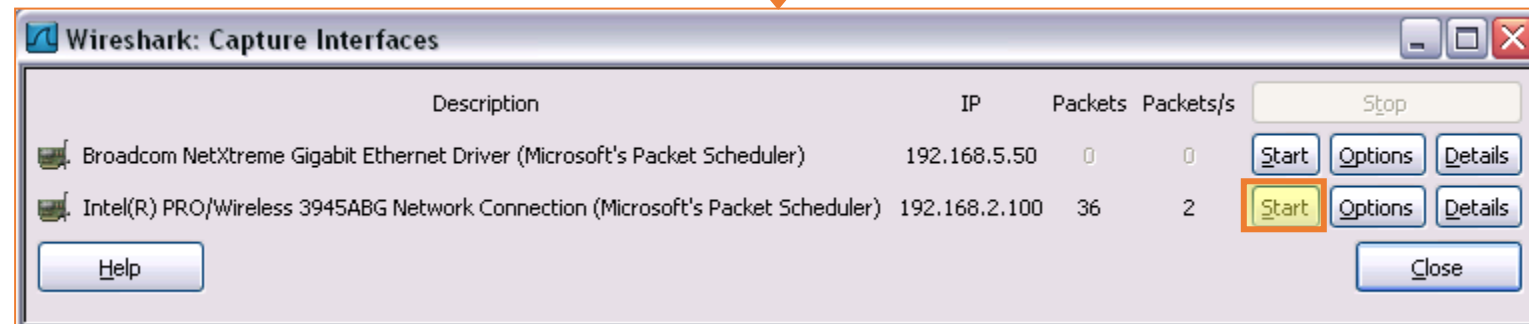 Wireshark: Capture Interfaces
Description IP Packets Packets/s Stop
Broadcom NetXtreme Gigabit Ethernet Driver (Microsoft's Packet Scheduler) 192.168.5.50 0 0 Start Options Details
Intel(R) PRO/Wireless 3945ABG Network Connection (Microsoft's Packet Scheduler) 192.168.2.100 36 2 Start Options Details
Help Close